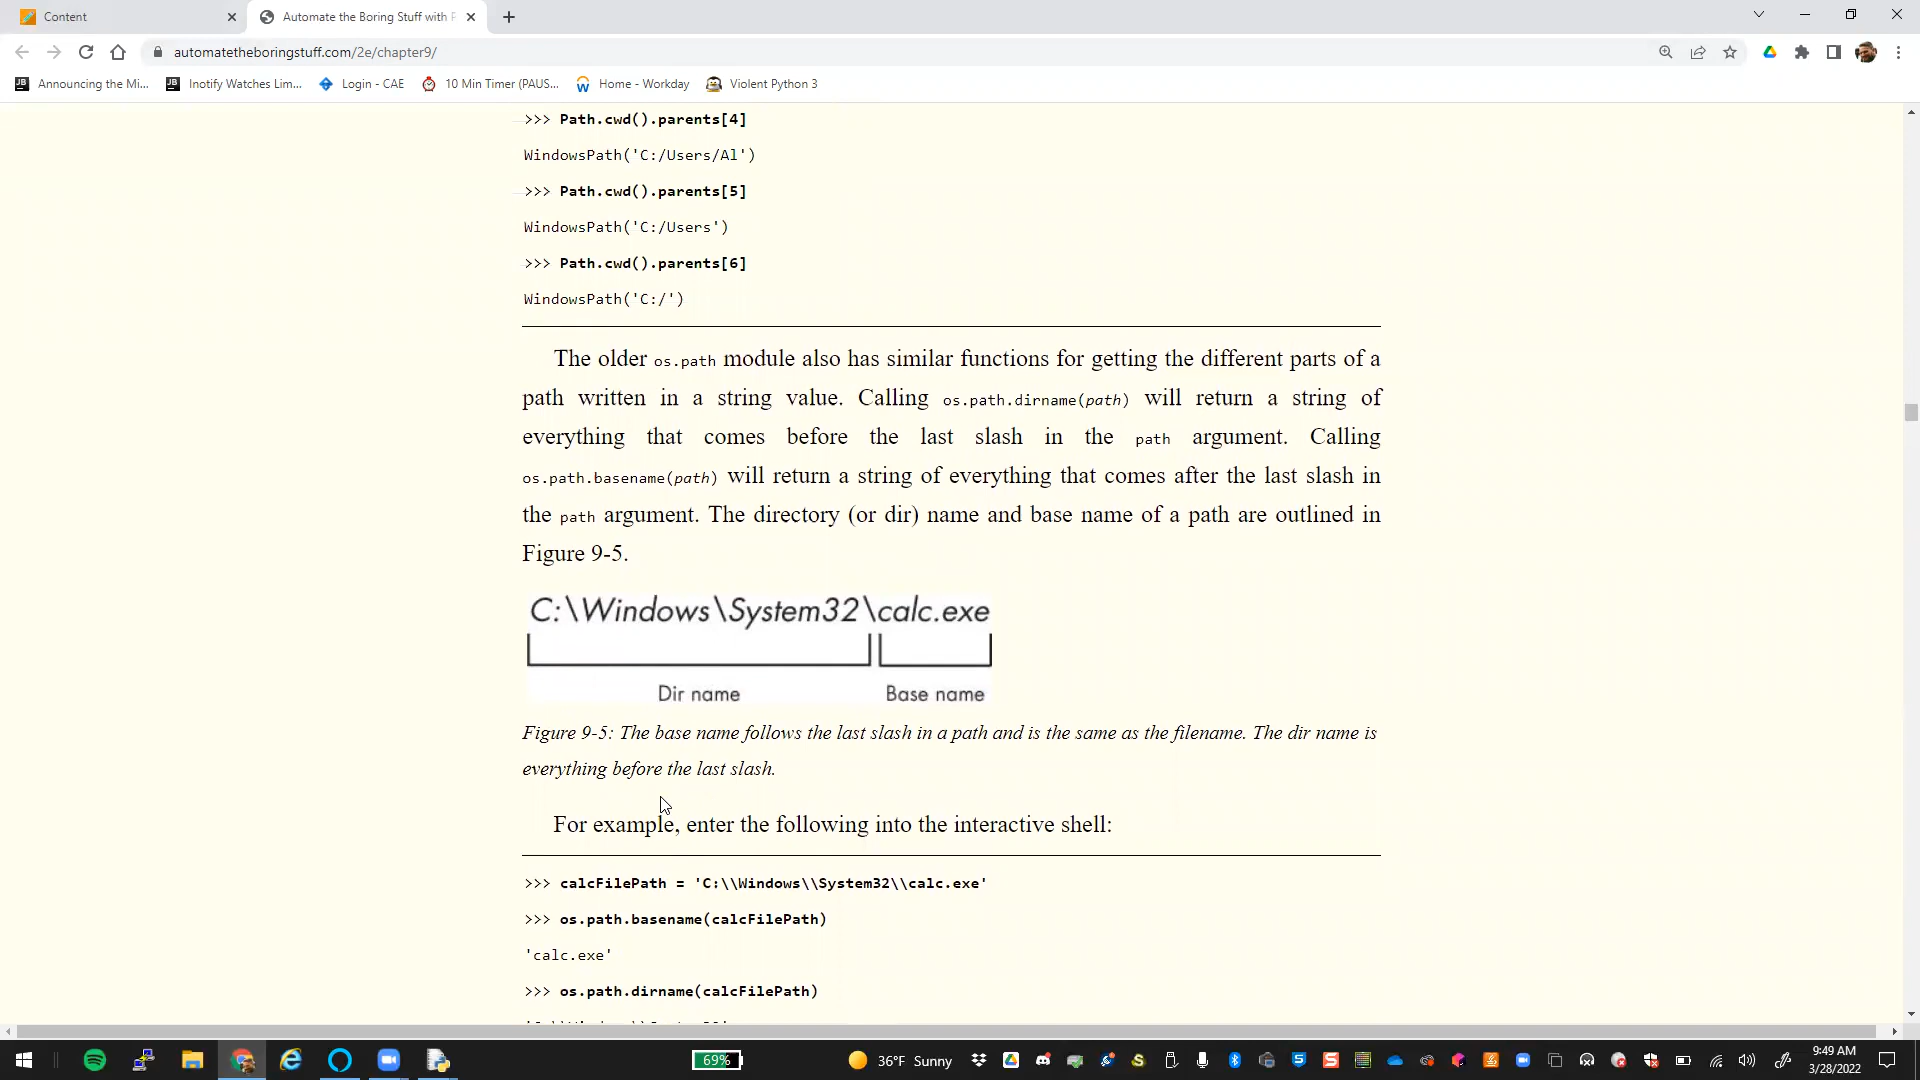 Content
Automate the Boring Stuff with P
automatetheboringstuff.com/2e/chapter9/
Announcing the Mi...
Inotify Watches Lim...
Login - CAE
10 Min Timer (PAUS...
Home - Workday
Violent Python 3
>>> Path.cwd().parents[4]
WindowsPath('C:/Users/Al')
>>> Path.cwd().parents[5]
WindowsPath('C:/Users')
>>> Path.cwd().parents[6]
WindowsPath('C:/')
The older os.path module also has similar functions for getting the different parts of a
path written in a string value. Calling os.path.dirname(path) will return a string of
everything that comes before the last slash in the path argument. Calling
os.path.basename(path) will return a string of everything that comes after the last slash in
the path argument. The directory (or dir) name and base name of a path are outlined in
Figure 9-5.
C:\Windows\System32\calc.exe
Dir name Base name
Figure 9-5: The base name follows the last slash in a path and is the same as the filename. The dir name is
everything before the last slash.
For example, enter the following into the interactive shell:
>>> calcFilePath = 'C:\\Windows\\System32\\calc.exe'
>>> os.path.basename(calcFilePath)
'calc.exe'
>>> os.path.dirname(calcFilePath)
69%
36°F Sunny
9:49 AM
3/28/2022